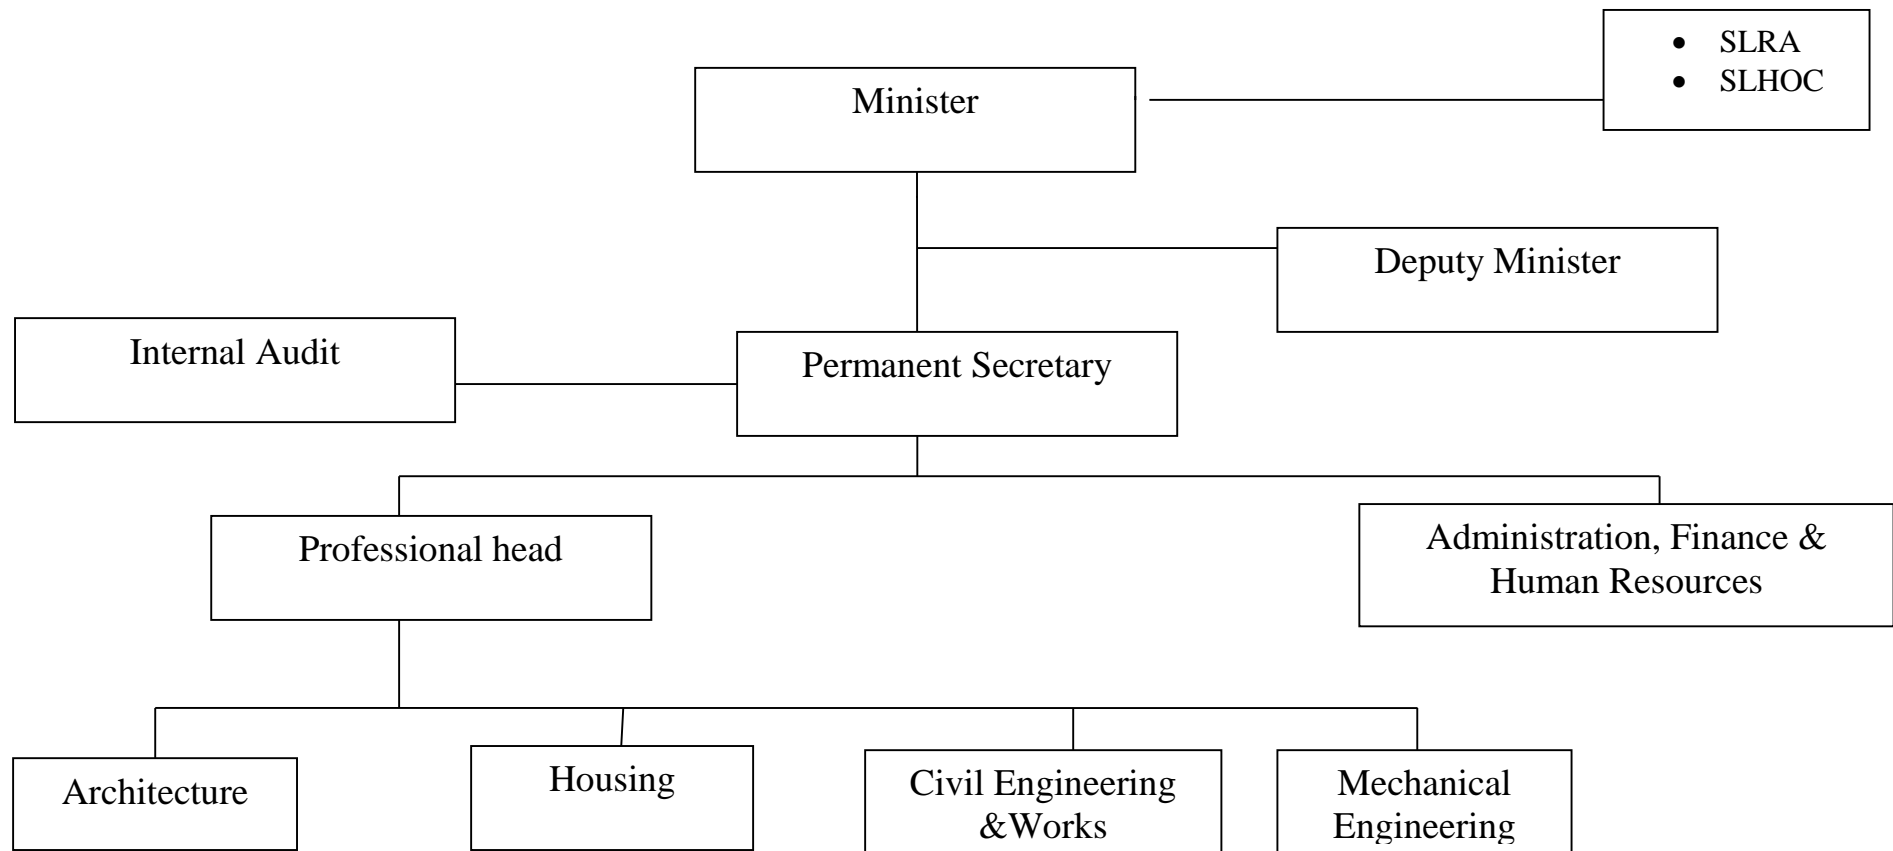 • SLRA
• SLHOC
Minister
Deputy Minister
Internal Audit
Permanent Secretary
Professional head
Administration, Finance &
Human Resources
Architecture
Housing
Civil Engineering
&Works
Mechanical
Engineering